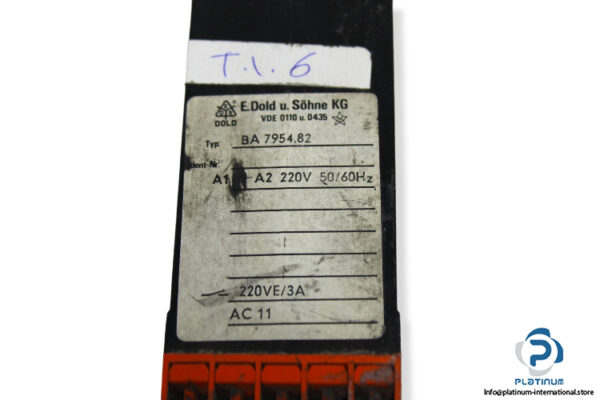 T.1.6
E.Dold u. Söhne KG
VDE 0110 u. 0435
DOLD
Typ: BA 7954.82
dent-Nr.
A1 A2 220V 50/60Hz
220VE/3A
AC 11
PLATINUM
Info@platinum-international.store